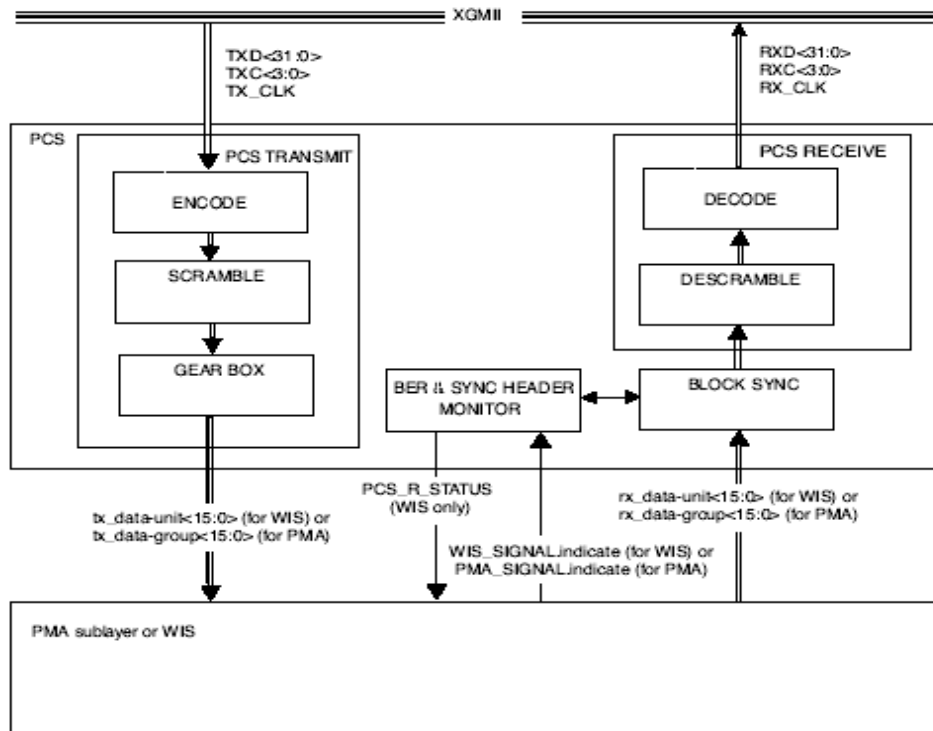 XGMII
TXD<31:0>
TXC<3:0>
TX_CLK
RXD<31:0>
RXC<3:0>
RX_CLK
PCS
PCS TRANSMIT
PCS RECEIVE
ENCODE
DECODE
SCRAMBLE
DESCRAMBLE
GEAR BOX
BER & SYNC HEADER
MONITOR
BLOCK SYNC
PCS_R_STATUS
(WIS only)
tx_data-unit<15:0> (for WIS) or
tx_data-group<15:0> (for PMA)
rx_data-unit<15:0> (for WIS) or
rx_data-group<15:0> (for PMA)
WIS_SIGNAL.indicate (for WIS) or
PMA_SIGNAL.indicate (for PMA)
PMA sublayer or WIS